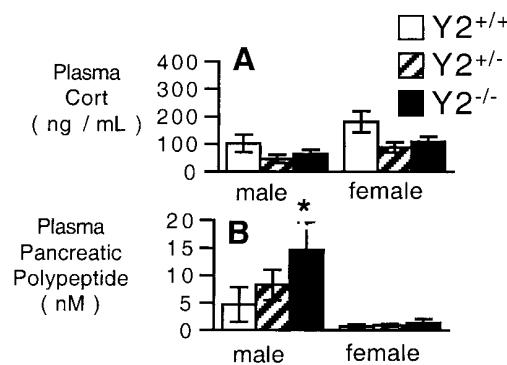 Y2+/+
Y2+/-
Y2-/-
A
Plasma
Cort
( ng / mL )
400
300
200
100
0
male
female
B
*
Plasma
Pancreatic
Polypeptide
( nM )
20
15
10
5
0
male
female